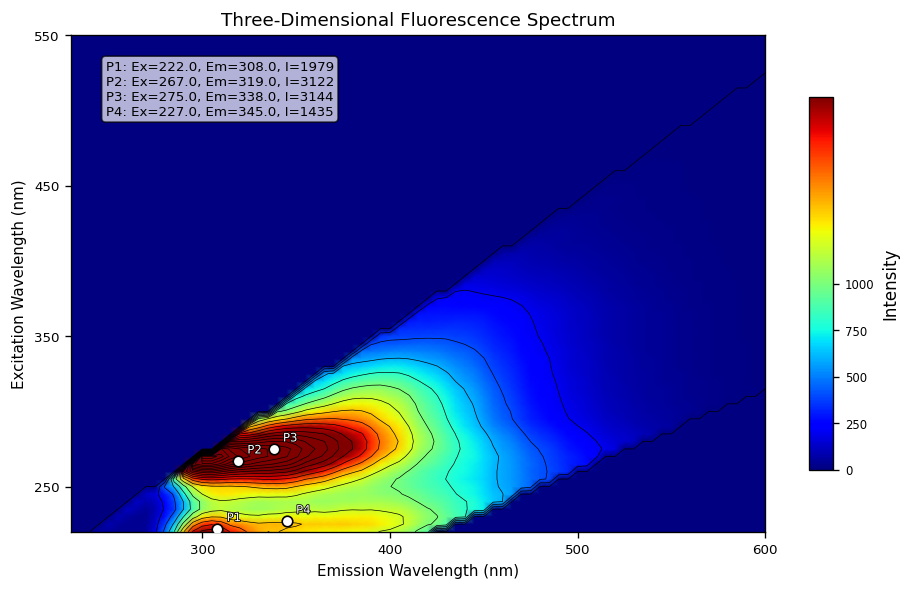 Three-Dimensional Fluorescence Spectrum
P1: Ex=222.0, Em=308.0, I=1979
P2: Ex=267.0, Em=319.0, I=3122
P3: Ex=275.0, Em=338.0, I=3144
P4: Ex=227.0, Em=345.0, I=1435
550
450
350
250
Excitation Wavelength (nm)
P3
P2
P4
P1
300 400 500 600
Emission Wavelength (nm)
1000
750
500
250
0
Intensity